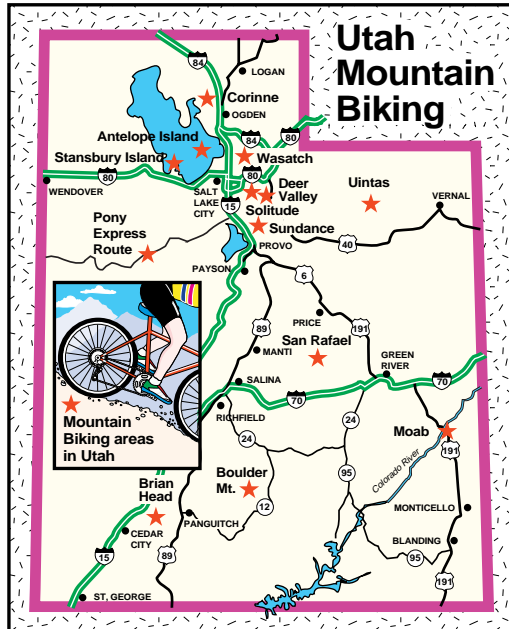 Utah
Mountain
Biking
84
LOGAN
Corinne
OGDEN
84
80
Antelope Island
Stansbury Island
Wasatch
80
80
WENDOVER
SALT
LAKE
CITY
15
Deer
Valley
Solitude
Sundance
Uintas
VERNAL
Pony
Express
Route
PROVO
40
PAYSON
6
PRICE
89
191
MANTI
San Rafael
GREEN
RIVER
SALINA
70
70
RICHFIELD
Mountain
Biking areas
in Utah
24
24
Moab
191
Colorado River
Boulder
Mt.
95
Brian
Head
12
PANGUITCH
MONTICELLO
CEDAR
CITY
BLANDING
15
89
95
191
ST. GEORGE